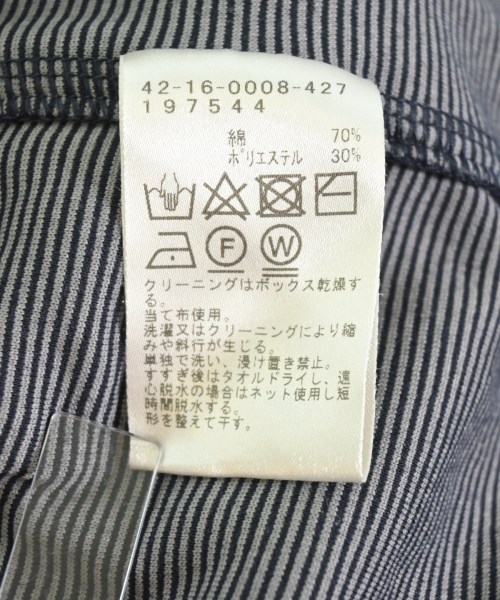 42-16-0008-427
197544
綿 70%
ポリエステル 30%
F W
クリーニングはボックス乾燥す
る。
当て布使用。
洗濯又はクリーニングにより縮
みや斜行が生じる。
単独で洗い、浸け置き禁止。
すすぎ後はタオルドライし、遠
心脱水の場合はネット使用し短
時間脱水する。
形を整えて干す。